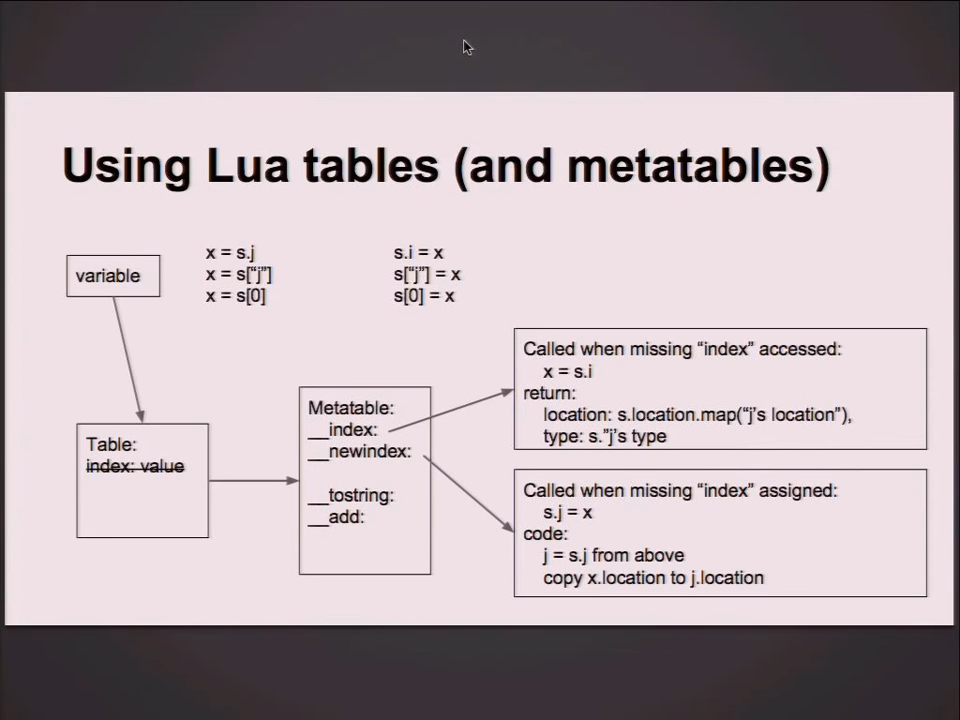 Using Lua tables (and metatables)
variable
x = s.j
x = s[“j”]
x = s[0]
s.i = x
s[“j”] = x
s[0] = x
Table:
index: value
Metatable:
__index:
__newindex:
__tostring:
__add:
Called when missing “index” accessed:
x = s.i
return:
location: s.location.map(“j’s location”),
type: s.”j’s type
Called when missing “index” assigned:
s.j = x
code:
j = s.j from above
copy x.location to j.location